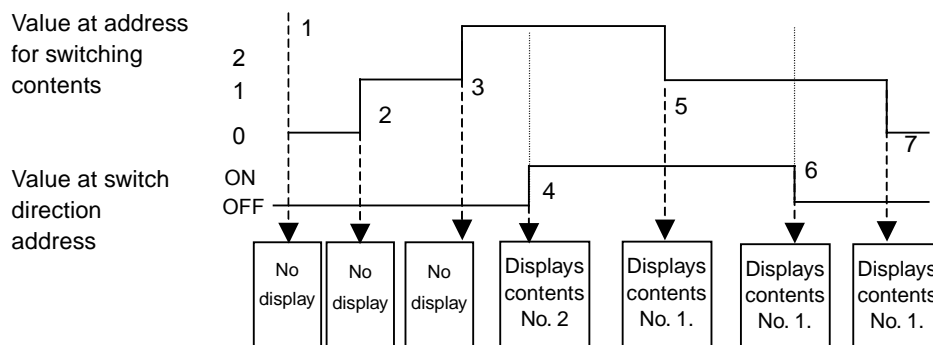 Value at address
for switching
contents
2
1
0
1
2
3
5
7
Value at switch
direction
address
ON
OFF
4
6
No
display
No
display
No
display
Displays
contents
No. 2
Displays
contents
No. 1.
Displays
contents
No. 1.
Displays
contents
No. 1.